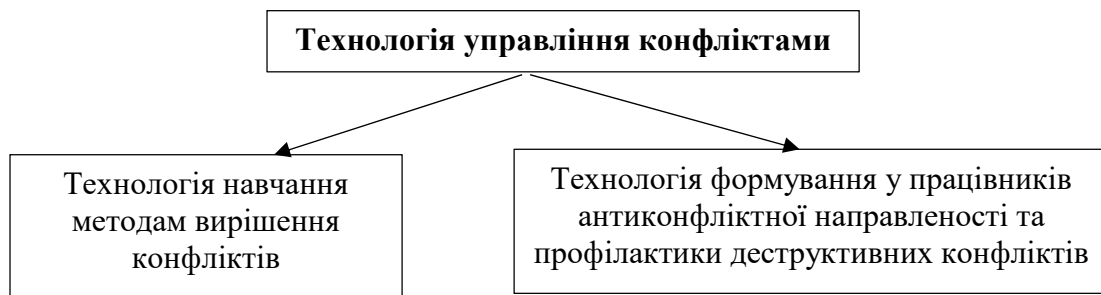 Технологія управління конфліктами
Технологія навчання
методам вирішення
конфліктів
Технологія формування у працівників
антиконфліктної направленості та
профілактики деструктивних конфліктів